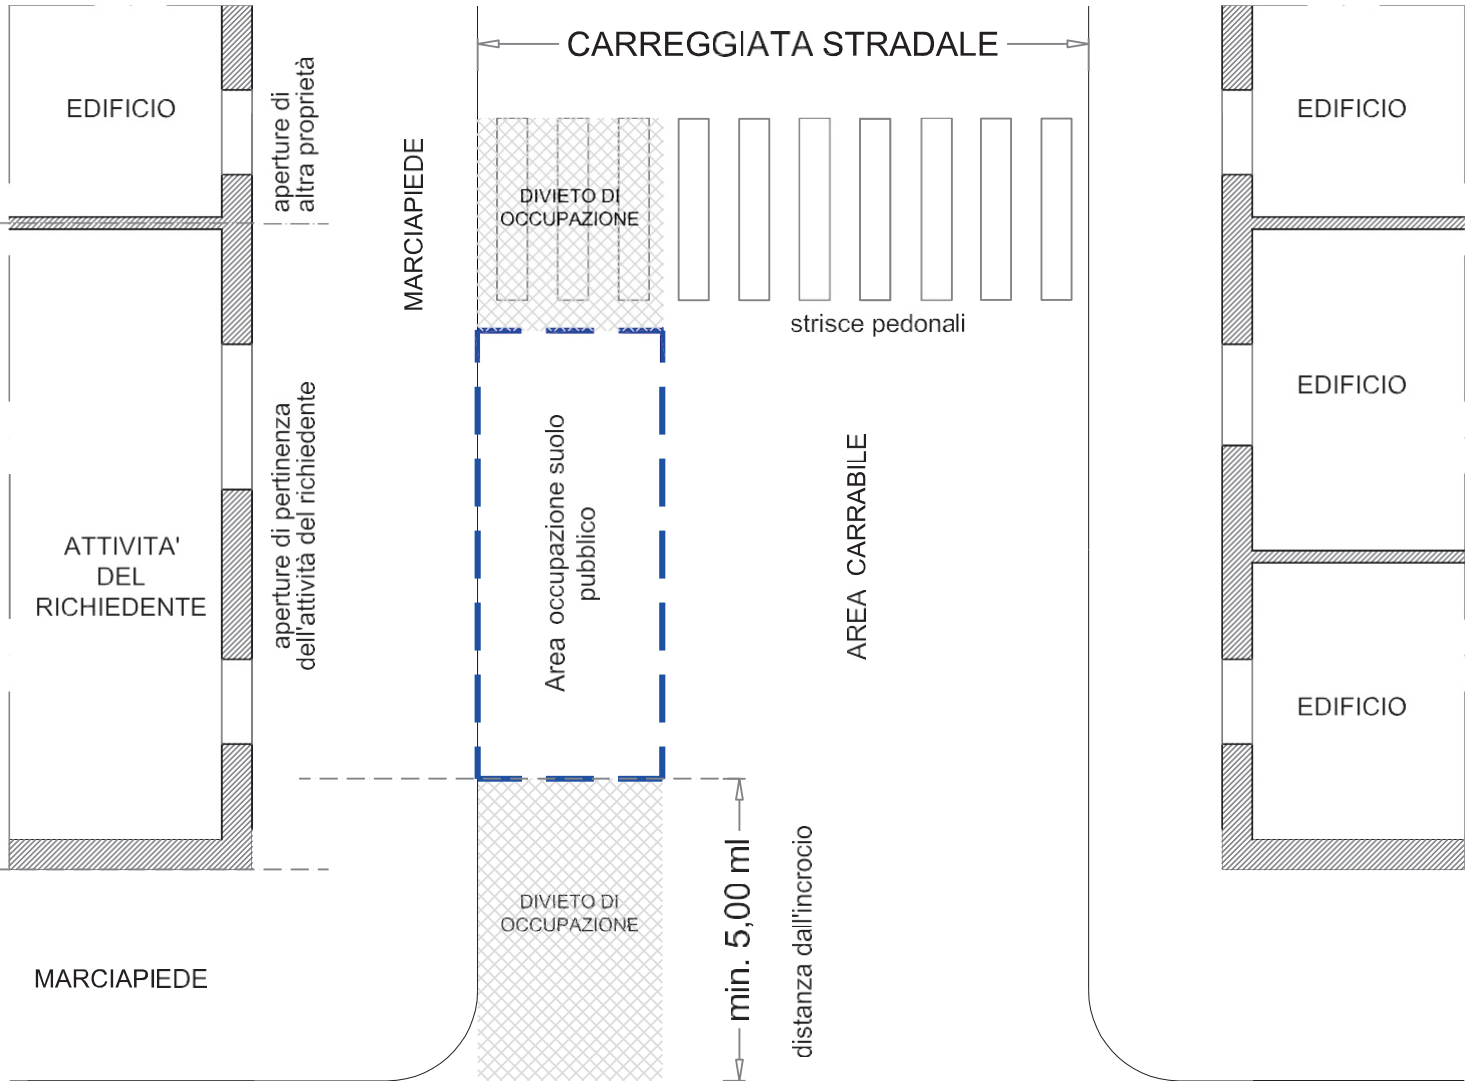 CARREGGIATA STRADALE
EDIFICIO
aperture di
altra proprietà
MARCIAPIEDE
DIVIETO DI
OCCUPAZIONE
strisce pedonali
EDIFICIO
EDIFICIO
ATTIVITA'
DEL
RICHIEDENTE
aperture di pertinenza
dell'attività del richiedente
Area occupazione suolo
pubblico
AREA CARRABILE
EDIFICIO
DIVIETO DI
OCCUPAZIONE
min. 5,00 ml
distanza dall'incrocio
MARCIAPIEDE